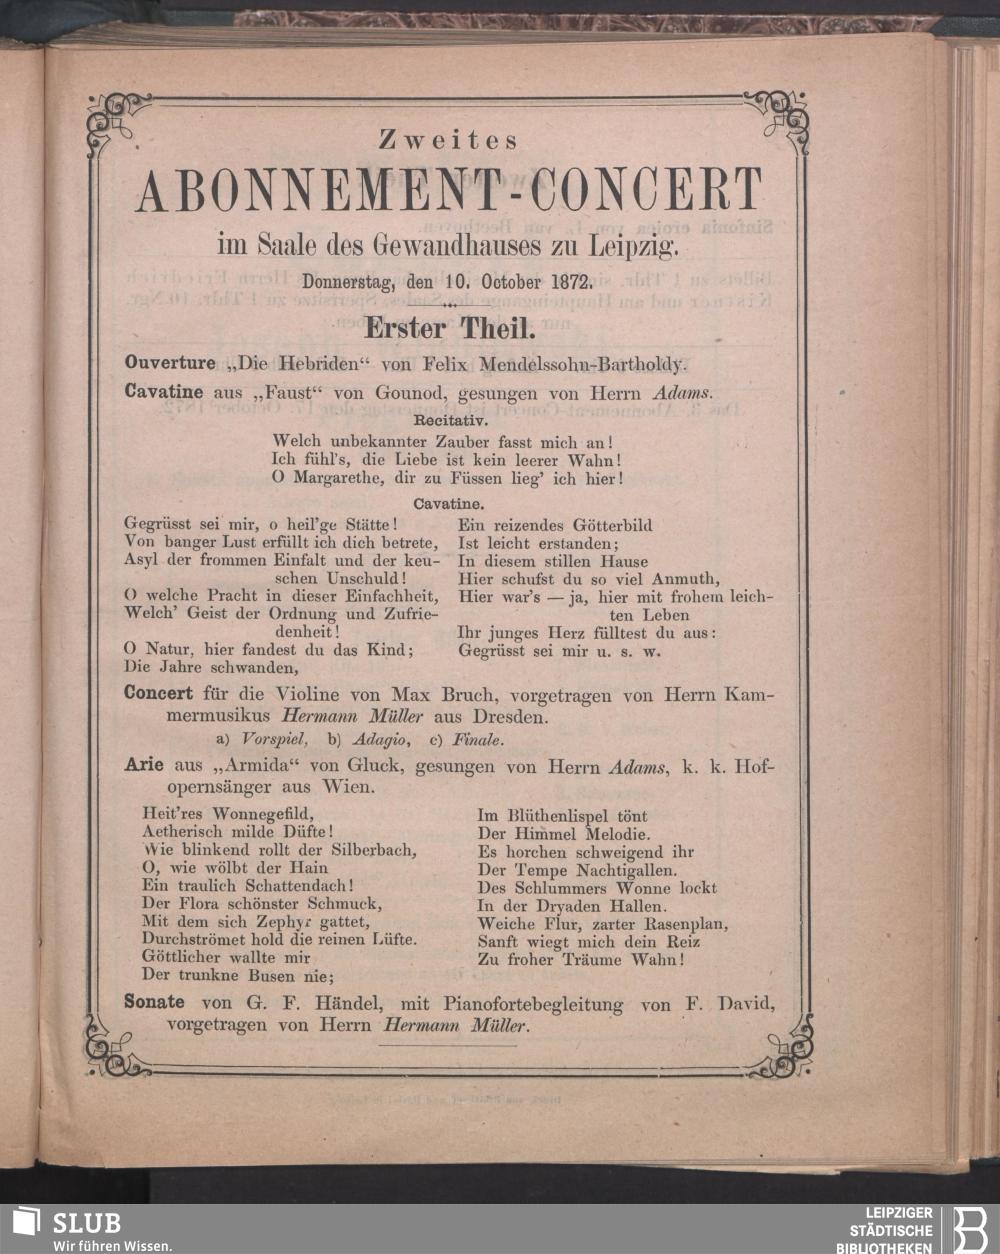 Zweites
ABONNEMENT-CONCERT
im Saale des Gewandhauses zu Leipzig.
Donnerstag, den 10. October 1872.
Erster Theil.
Ouverture „Die Hebriden“ von Felix Mendelssohn-Bartholdy.
Cavatine aus „Faust“ von Gounod, gesungen von Herrn Adams.
Recitativ.
Welch unbekannter Zauber fasst mich an!
Ich fühl's, die Liebe ist kein leerer Wahn!
O Margarethe, dir zu Füssen lieg' ich hier!
Cavatine.
Gegrüsst sei mir, o heil'ge Stätte!
Von banger Lust erfüllt ich dich betrete,
Asyl der frommen Einfalt und der keu-
schen Unschuld!
O welche Pracht in dieser Einfachheit,
Welch' Geist der Ordnung und Zufrie-
denheit!
O Natur, hier fandest du das Kind;
Die Jahre schwanden,
Ein reizendes Götterbild
Ist leicht erstanden;
In diesem stillen Hause
Hier schufst du so viel Anmuth,
Hier war's — ja, hier mit frohem leich-
ten Leben
Ihr junges Herz fülltest du aus:
Gegrüsst sei mir u. s. w.
Concert für die Violine von Max Bruch, vorgetragen von Herrn Kam-
mermusikus Hermann Müller aus Dresden.
a) Vorspiel, b) Adagio, c) Finale.
Arie aus „Armida“ von Gluck, gesungen von Herrn Adams, k. k. Hof-
opernsänger aus Wien.
Heit'res Wonnegefild,
Aetherisch milde Düfte!
Wie blinkend rollt der Silberbach,
O, wie wölbt der Hain
Ein traulich Schattendach!
Der Flora schönster Schmuck,
Mit dem sich Zephyr gattet,
Durchströmet hold die reinen Lüfte.
Göttlicher wallte mir
Der trunkne Busen nie;
Im Blüthenlispel tönt
Der Himmel Melodie.
Es horchen schweigend ihr
Der Tempe Nachtigallen.
Des Schlummers Wonne lockt
In der Dryaden Hallen.
Weiche Flur, zarter Rasenplan,
Sanft wiegt mich dein Reiz
Zu froher Träume Wahn!
Sonate von G. F. Händel, mit Pianofortebegleitung von F. David,
vorgetragen von Herrn Hermann Müller.
SLUB
Wir führen Wissen.
LEIPZIGER
STÄDTISCHE
BIBLIOTHEKEN